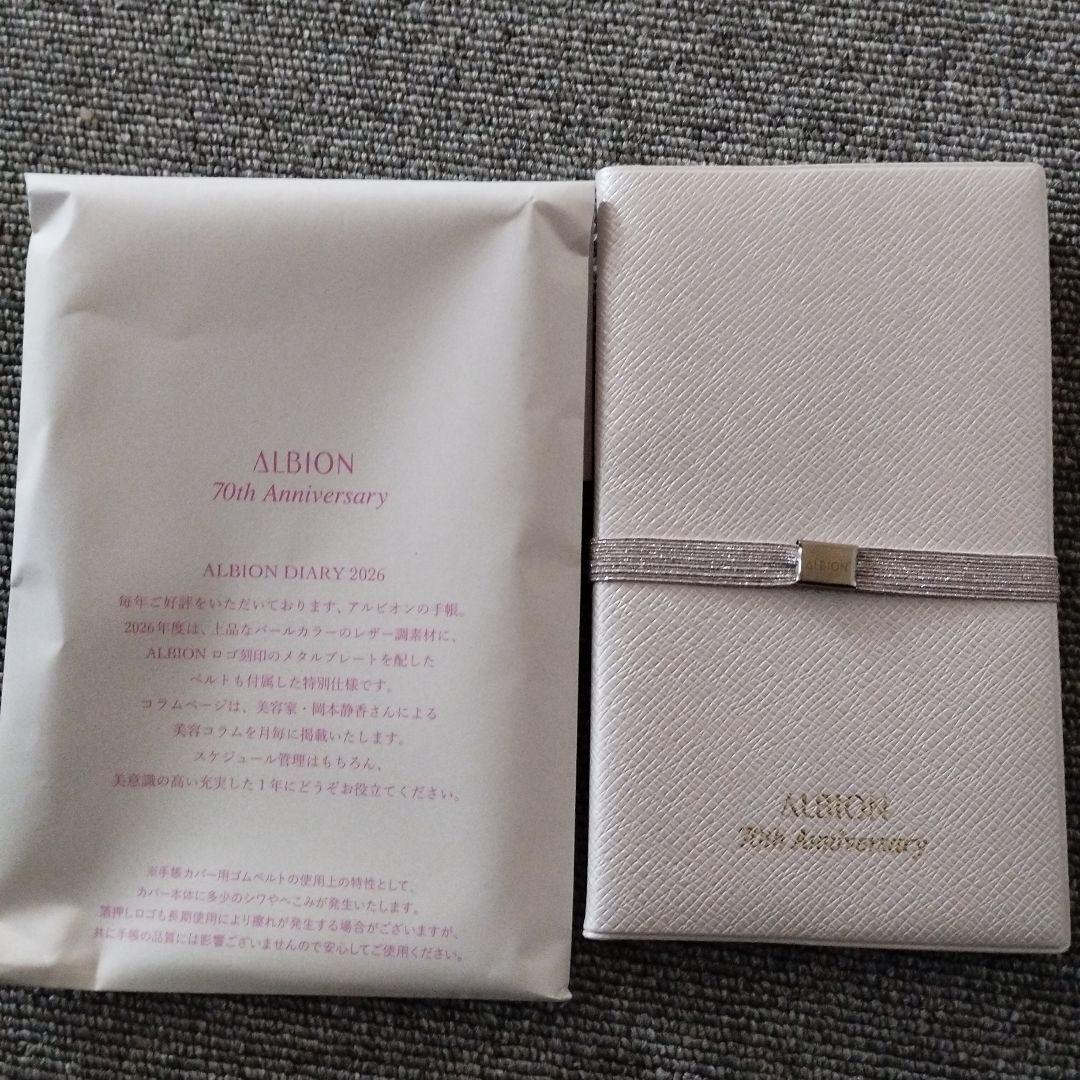 ALBION
70th Anniversary
ALBION DIARY 2026
毎年ご好評をいただいております、アルビオンの手帳。
2026年度は、上品なパールカラーのレザー調素材に、
ALBION ロゴ刻印のメタルプレートを配した
ベルトも付属した特別仕様です。
コラムページは、美容家・岡本静香さんによる
美容コラムを月毎に掲載いたします。
スケジュール管理はもちろん、
美意識の高い充実した1年にどうぞお役立てください。
※手帳カバー用ゴムベルトの使用上の特性として、
カバー本体に多少のシワやへこみが発生いたします。
箔押しロゴも長期使用により擦れが発生する場合がございますが、
共に手帳の品質には影響ございませんので安心してご使用ください。
ALBION
ALBION
70th Anniversary